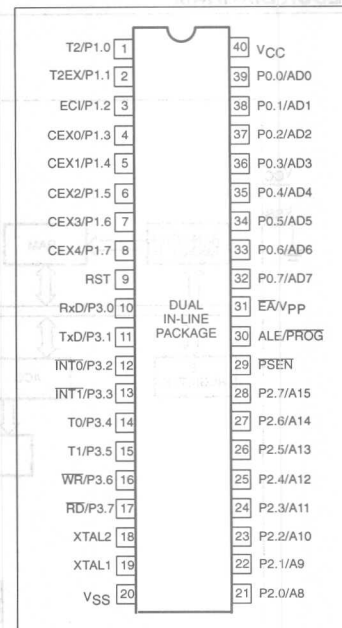 T2/P1.0 1
T2EX/P1.1 2
ECI/P1.2 3
CEX0/P1.3 4
CEX1/P1.4 5
CEX2/P1.5 6
CEX3/P1.6 7
CEX4/P1.7 8
RST 9
RxD/P3.0 10
TxD/P3.1 11
INT0/P3.2 12
INT1/P3.3 13
T0/P3.4 14
T1/P3.5 15
WR/P3.6 16
RD/P3.7 17
XTAL2 18
XTAL1 19
VSS 20
DUAL
IN-LINE
PACKAGE
40 VCC
39 P0.0/AD0
38 P0.1/AD1
37 P0.2/AD2
36 P0.3/AD3
35 P0.4/AD4
34 P0.5/AD5
33 P0.6/AD6
32 P0.7/AD7
31 EA/VPP
30 ALE/PROG
29 PSEN
28 P2.7/A15
27 P2.6/A14
26 P2.5/A13
25 P2.4/A12
24 P2.3/A11
23 P2.2/A10
22 P2.1/A9
21 P2.0/A8